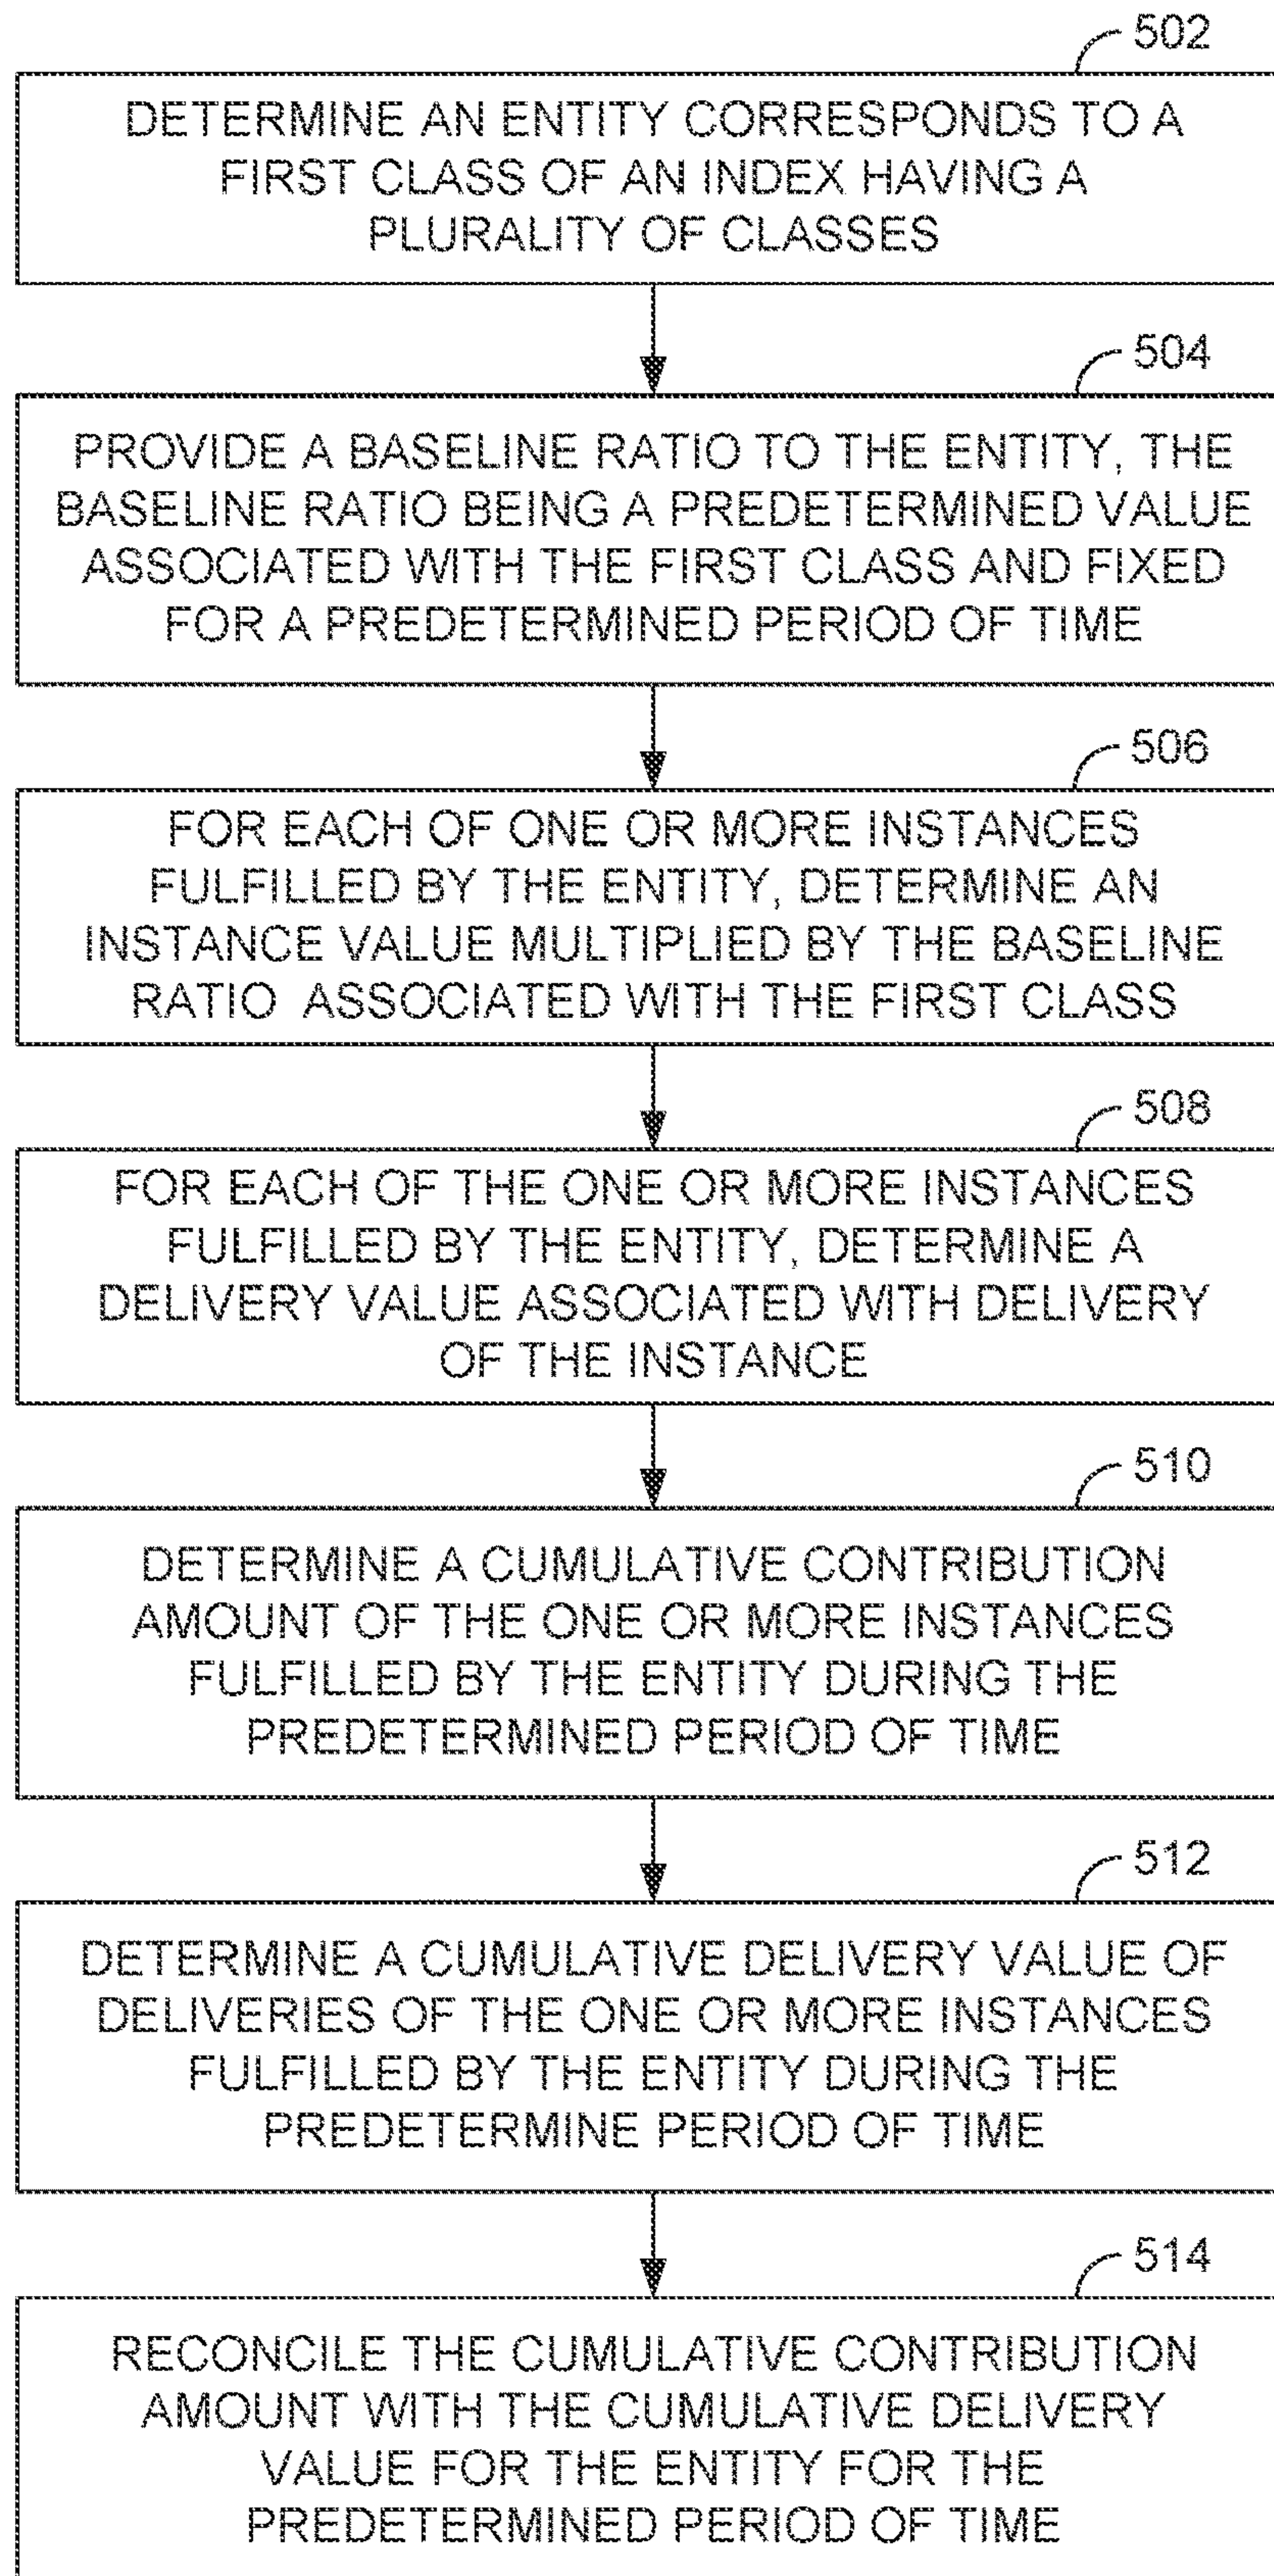 502
DETERMINE AN ENTITY CORRESPONDS TO A
FIRST CLASS OF AN INDEX HAVING A
PLURALITY OF CLASSES
504
PROVIDE A BASELINE RATIO TO THE ENTITY, THE
BASELINE RATIO BEING A PREDETERMINED VALUE
ASSOCIATED WITH THE FIRST CLASS AND FIXED
FOR A PREDETERMINED PERIOD OF TIME
506
FOR EACH OF ONE OR MORE INSTANCES
FULFILLED BY THE ENTITY, DETERMINE AN
INSTANCE VALUE MULTIPLIED BY THE BASELINE
RATIO ASSOCIATED WITH THE FIRST CLASS
508
FOR EACH OF THE ONE OR MORE INSTANCES
FULFILLED BY THE ENTITY, DETERMINE A
DELIVERY VALUE ASSOCIATED WITH DELIVERY
OF THE INSTANCE
510
DETERMINE A CUMULATIVE CONTRIBUTION
AMOUNT OF THE ONE OR MORE INSTANCES
FULFILLED BY THE ENTITY DURING THE
PREDETERMINED PERIOD OF TIME
512
DETERMINE A CUMULATIVE DELIVERY VALUE OF
DELIVERIES OF THE ONE OR MORE INSTANCES
FULFILLED BY THE ENTITY DURING THE
PREDETERMINE PERIOD OF TIME
514
RECONCILE THE CUMULATIVE CONTRIBUTION
AMOUNT WITH THE CUMULATIVE DELIVERY
VALUE FOR THE ENTITY FOR THE
PREDETERMINED PERIOD OF TIME